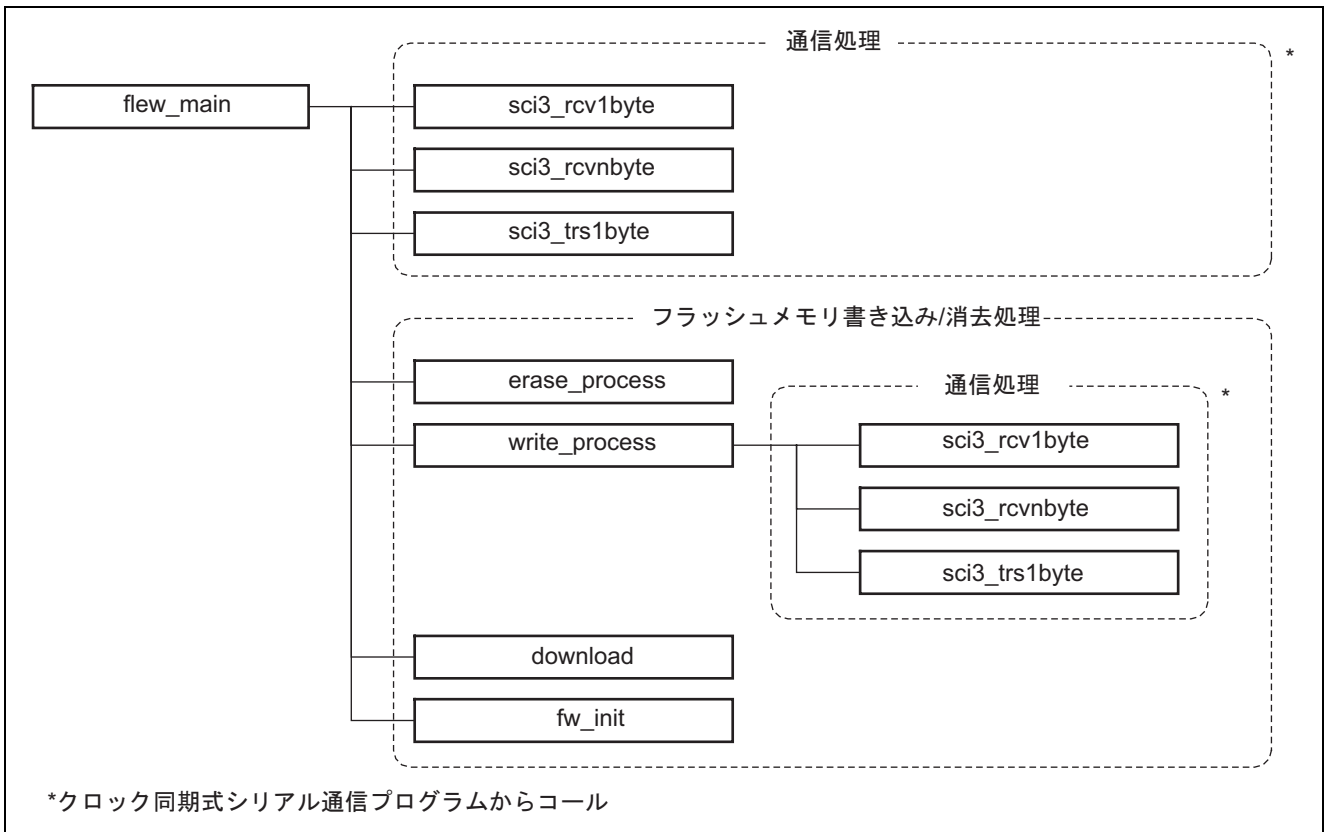 通信処理
*
flew_main
sci3_rcv1byte
sci3_rcvnbyte
sci3_trs1byte
フラッシュメモリ書き込み/消去処理
erase_process
通信処理
*
write_process
sci3_rcv1byte
sci3_rcvnbyte
sci3_trs1byte
download
fw_init
*クロック同期式シリアル通信プログラムからコール